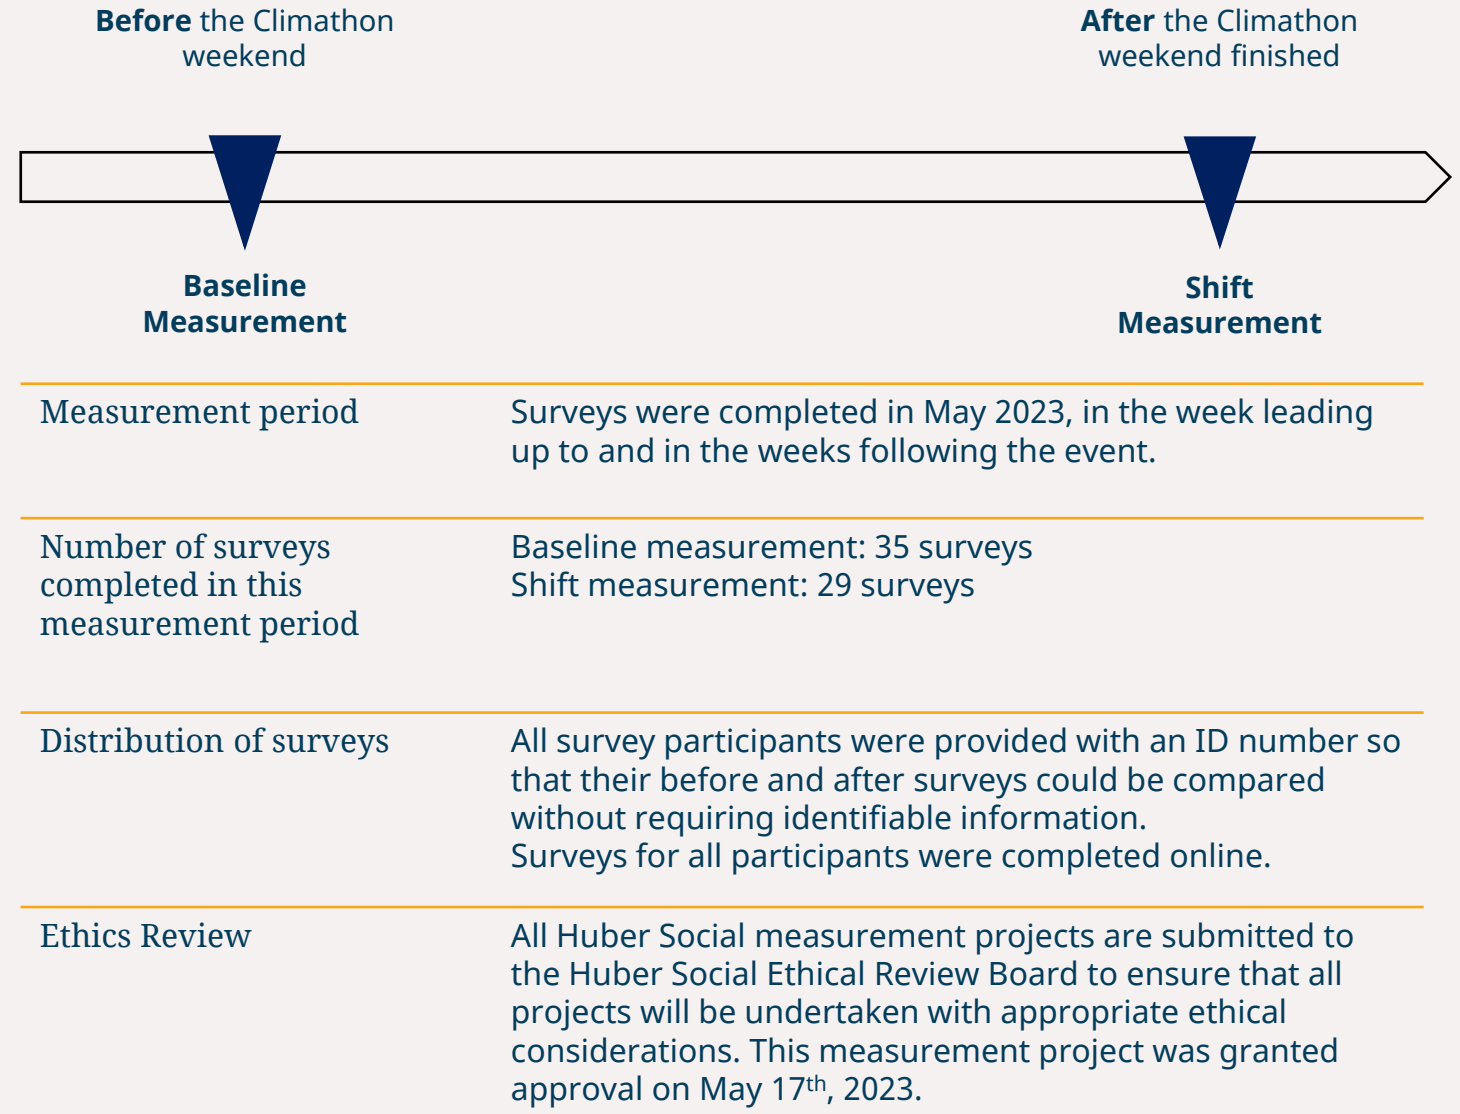 Before the Climathon
weekend
After the Climathon
weekend finished
Baseline
Measurement
Shift
Measurement
Measurement period
Surveys were completed in May 2023, in the week leading
up to and in the weeks following the event.
Number of surveys
completed in this
measurement period
Baseline measurement: 35 surveys
Shift measurement: 29 surveys
Distribution of surveys
All survey participants were provided with an ID number so
that their before and after surveys could be compared
without requiring identifiable information.
Surveys for all participants were completed online.
Ethics Review
All Huber Social measurement projects are submitted to
the Huber Social Ethical Review Board to ensure that all
projects will be undertaken with appropriate ethical
considerations. This measurement project was granted
approval on May 17th, 2023.